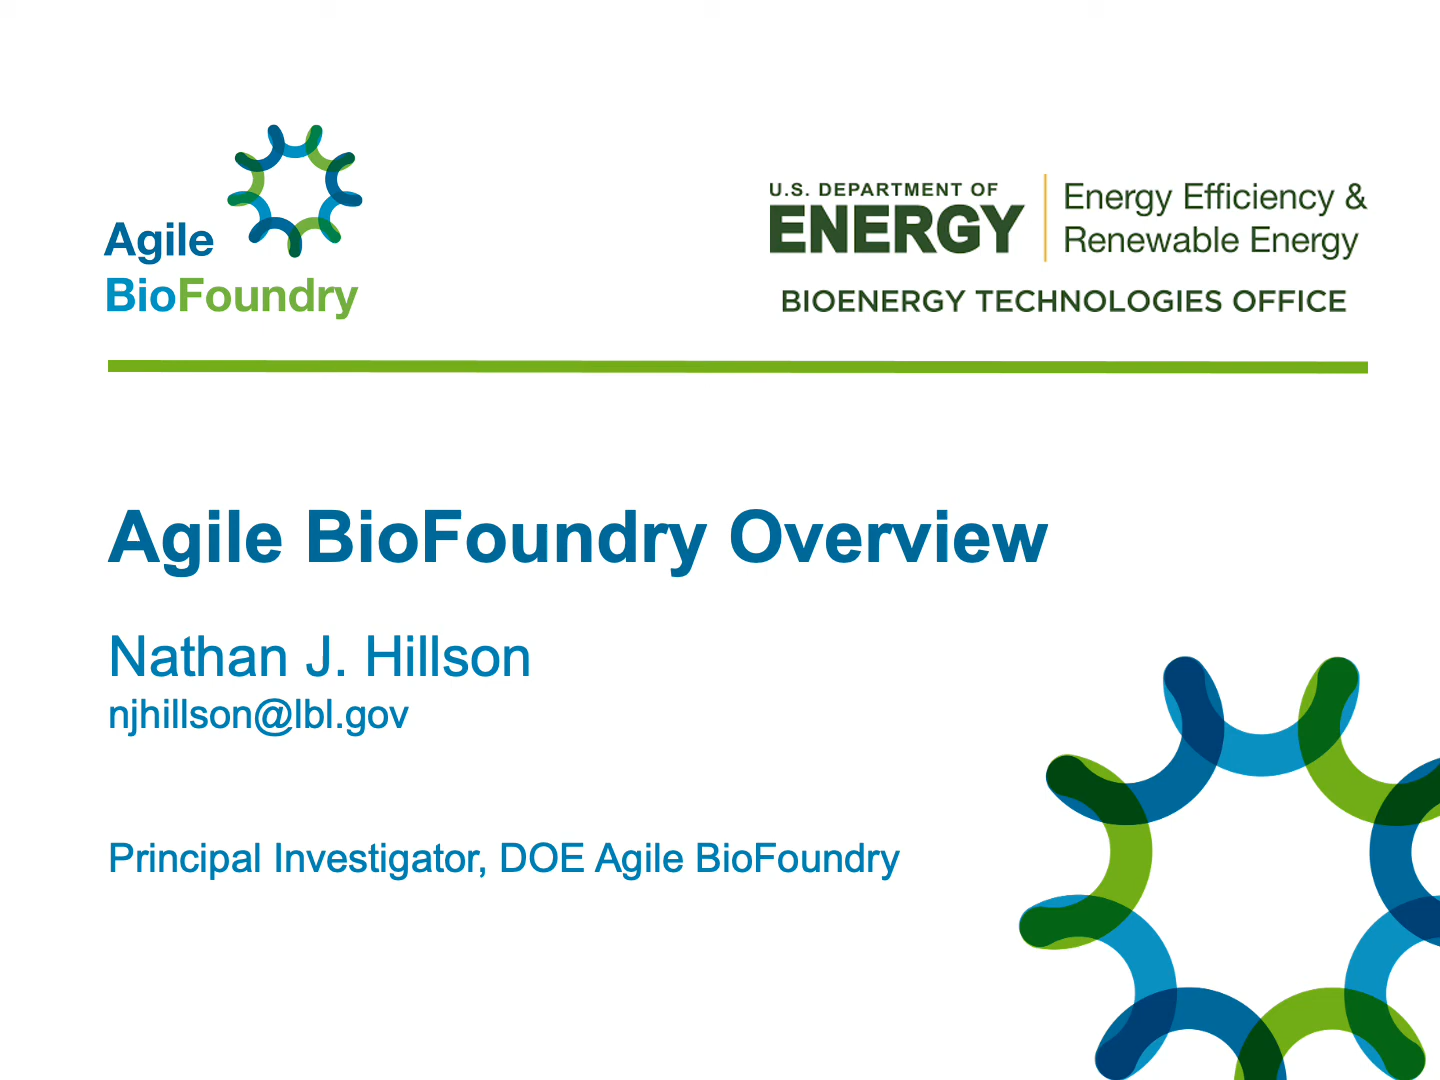 Agile
BioFoundry
U.S. DEPARTMENT OF
ENERGY
Energy Efficiency &
Renewable Energy
BIOENERGY TECHNOLOGIES OFFICE
Agile BioFoundry Overview
Nathan J. Hillson
njhillson@lbl.gov
Principal Investigator, DOE Agile BioFoundry